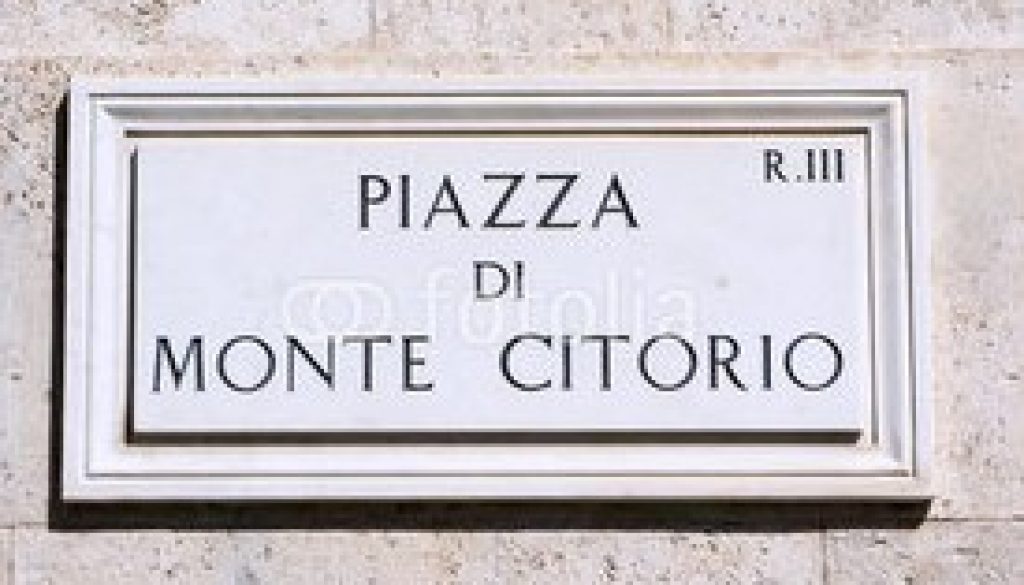 R.III
PIAZZA
DI
MONTE CITORIO
fotolia